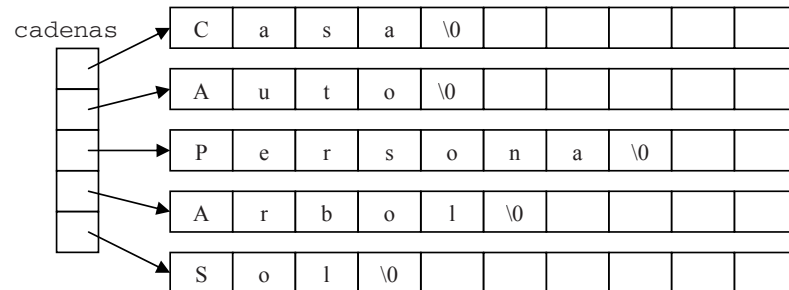 cadenas
C a s a \0
A u t o \0
P e r s o n a \0
A r b o l \0
S o l \0